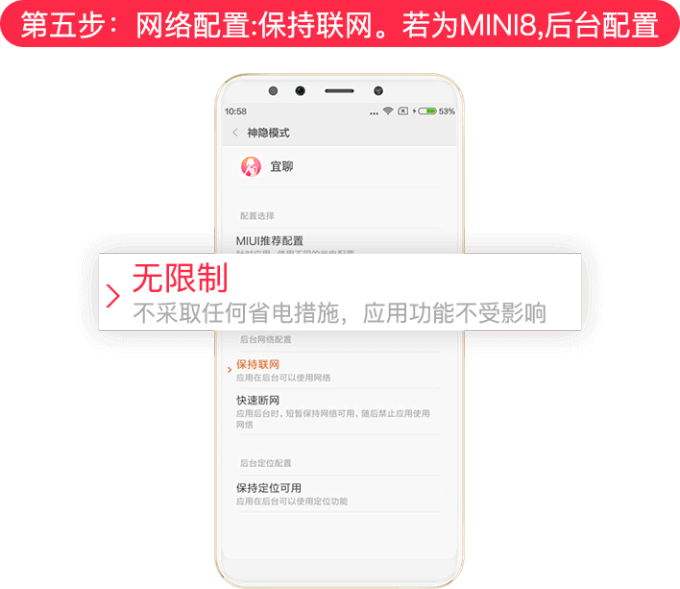 第五步：网络配置:保持联网。若为MINI8,后台配置
10:58
53%
神隐模式
宜聊
配置选择
MIUI推荐配置
无限制
不采取任何省电措施，应用功能不受影响
后台网络配置
保持联网
应用在后台可以使用网络
快速断网
应用后台时，短暂保持网络可用，随后禁止应用使用
网络
后台定位配置
保持定位可用
应用在后台可以使用定位功能